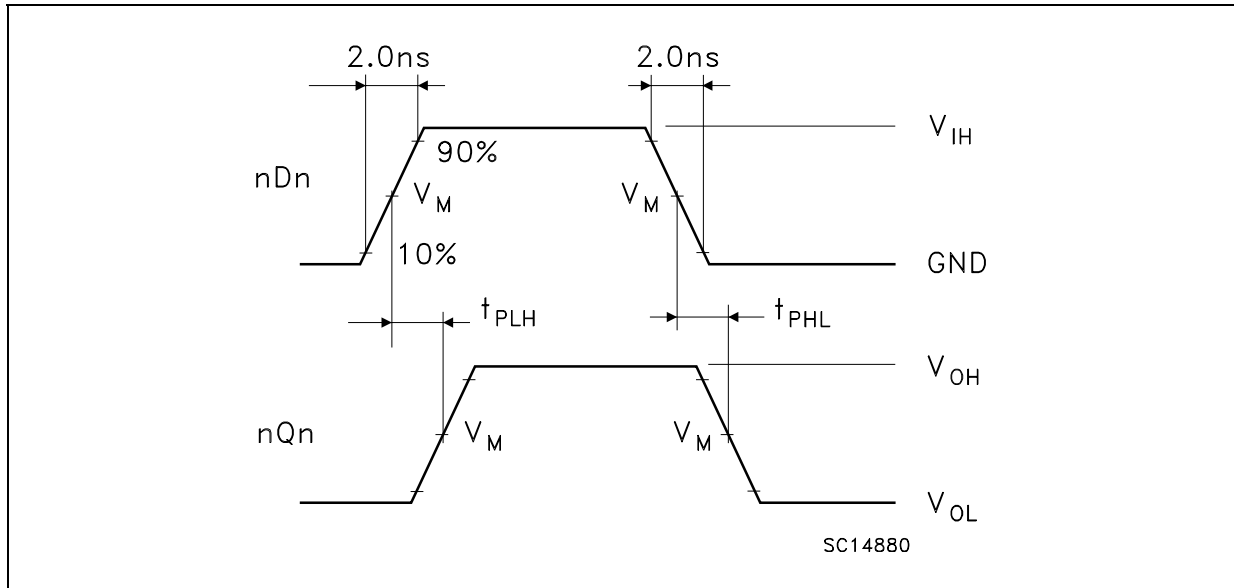 2.0ns 2.0ns
V_IH
90%
nDn V_M V_M
10%
GND
t_PLH t_PHL
V_OH
nQn V_M V_M
V_OL
SC14880